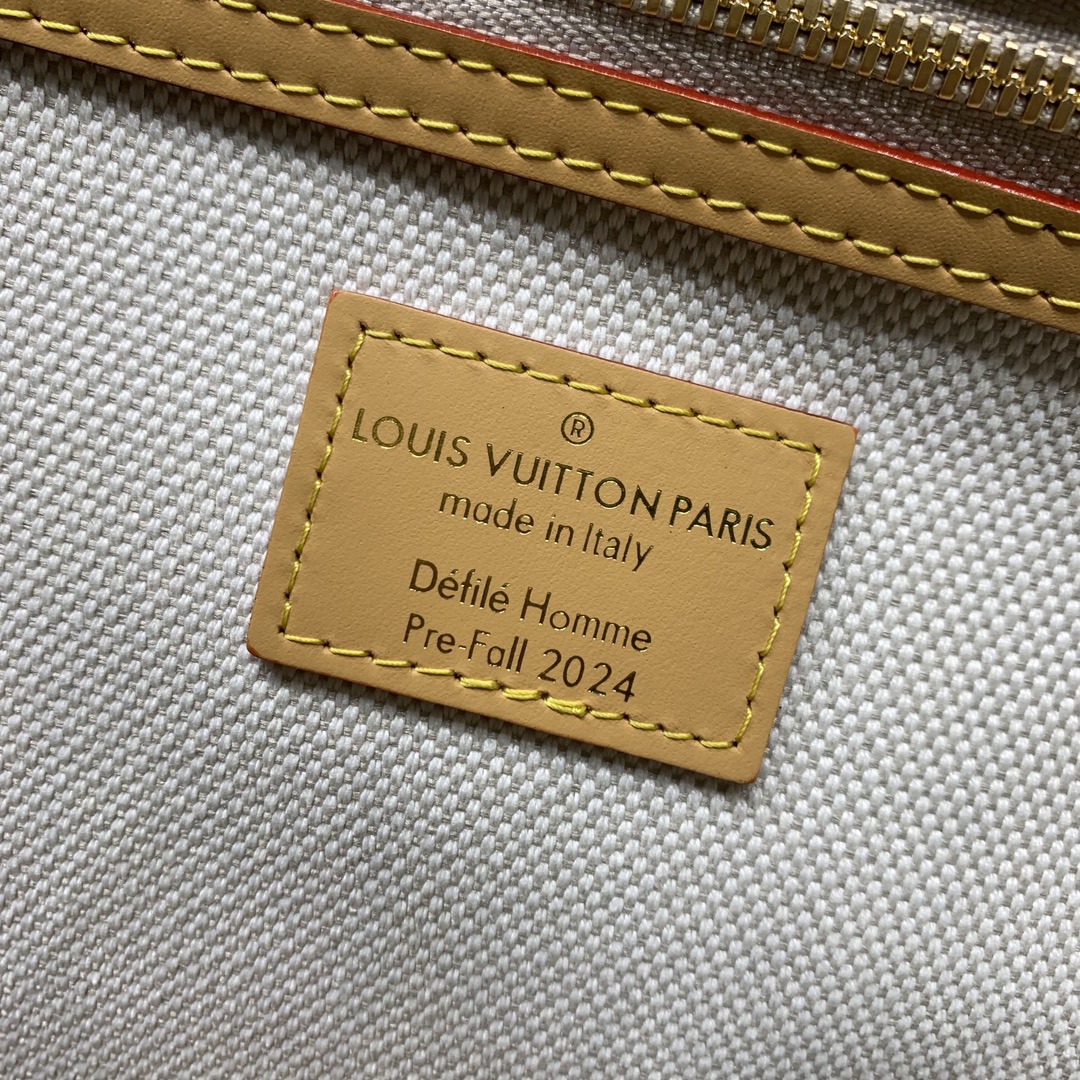 ®
LOUIS VUITTON PARIS
made in Italy
Défilé Homme
Pre-Fall 2024